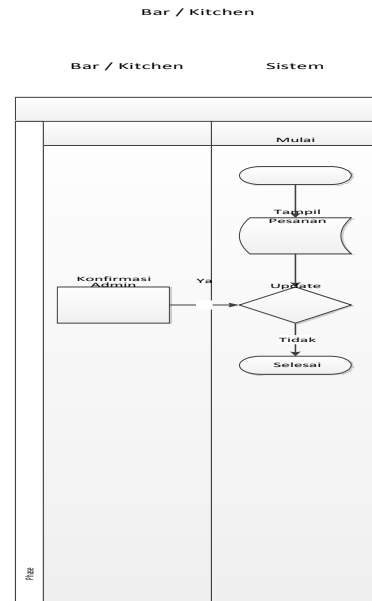 Bar / Kitchen
Bar / Kitchen
Sistem
Mulai
Tampil
Pesanan
Konfirmasi
Admin
Ya
Update
Tidak
Selesai
Phase